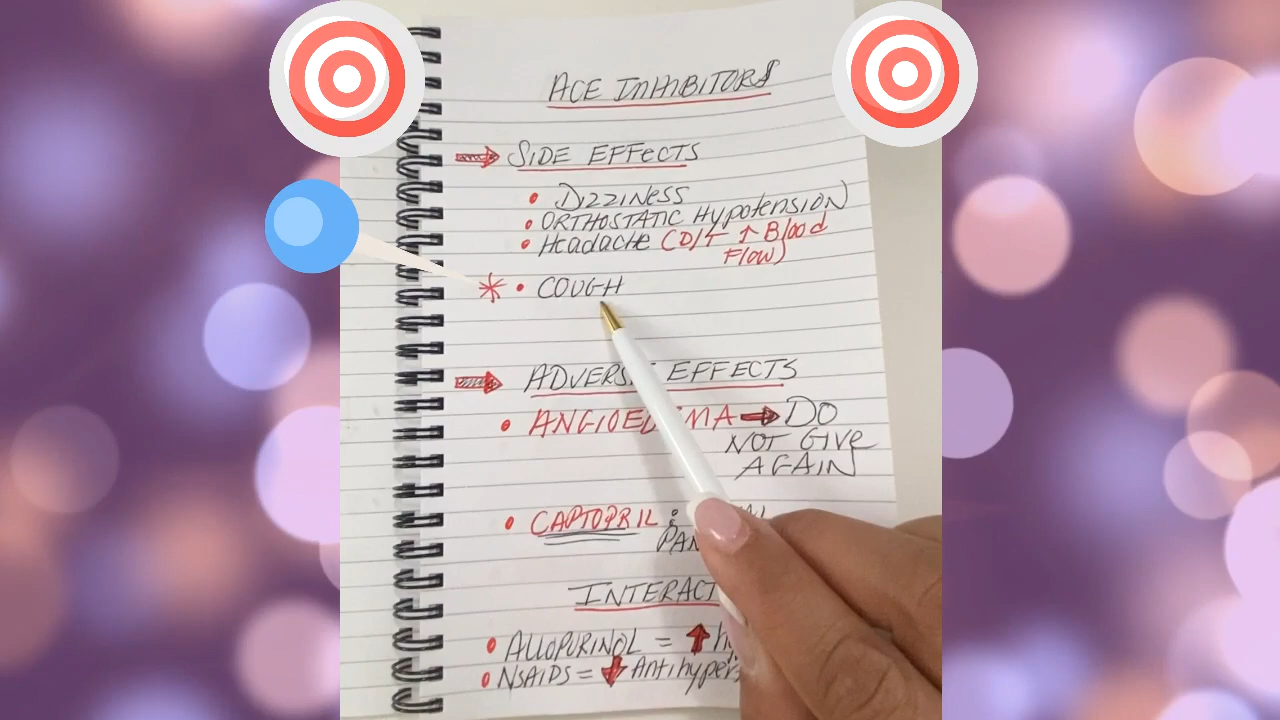 ACE INHIBITORS
SIDE EFFECTS
• DIZZINESS
• ORTHOSTATIC HYPOTENSION
• HEADACHE (D/T ↑ Blood
FLOW)
* • COUGH
ADVERSE EFFECTS
• ANGIOEDEMA → DO
NOT GIVE
AGAIN
• CAPTOPRIL :
INTERACT
• ALLOPURINOL = ↑
• NSAIDS = ↓ Antihyper